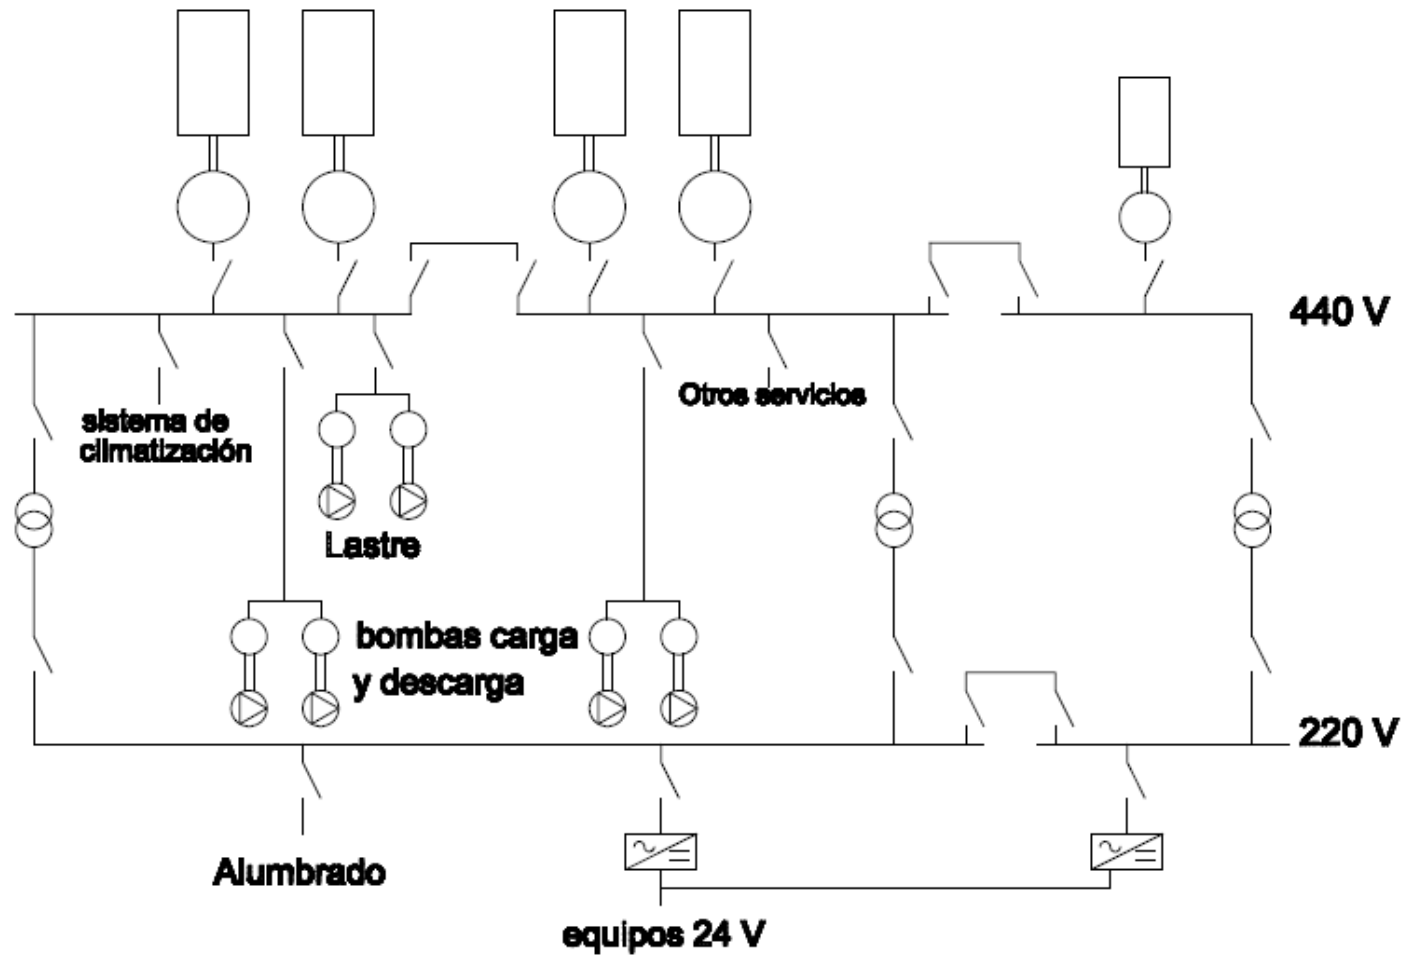 440 V
Otros servicios
sistema de
climatización
Lastre
bombas carga
y descarga
220 V
Alumbrado
equipos 24 V